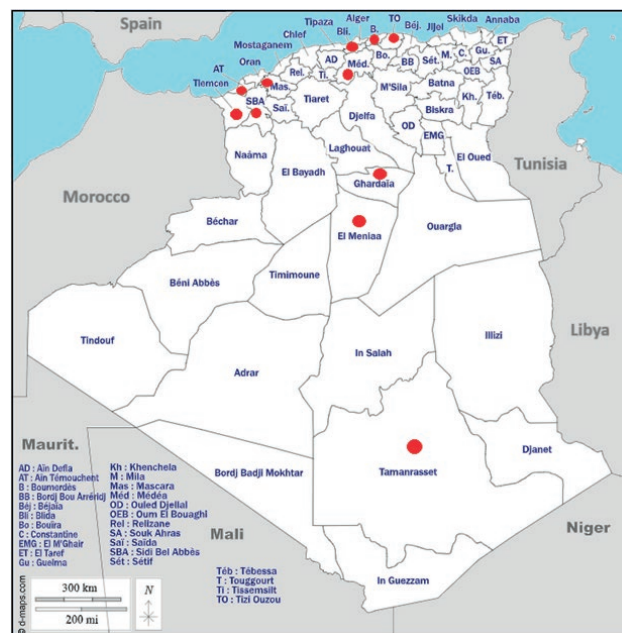 Spain
Tipaza Alger TO Skikda Annaba
Chlef Bli. B. Béj. Jijel
Mostaganem
AT Oran
Tlemcen
Rel. AD Méd. Bo. BB Sét. M. C. Gu. ET
SA
OEB
Mas. Ti.
SBA Saï. Tiaret M'Sila Batna Kh. Téb.
Djelfa Biskra
OD EMG
Naâma Laghouat T. El Oued Tunisia
El Bayadh
Ghardaïa
Morocco
Béchar El Meniaa Ouargla
Béni Abbès Timimoune
Tindouf Adrar In Salah Illizi Libya
Maurit. Bordj Badji Mokhtar Tamanrasset Djanet
Mali Niger
In Guezzam
AD : Aïn Defla
AT : Aïn Témouchent
B : Boumerdès
BB : Bordj Bou Arréridj
Béj : Béjaïa
Bli : Blida
Bo : Bouira
C : Constantine
EMG : El M'Ghair
ET : El Taref
Gu : Guelma
Kh : Khenchela
M : Mila
Mas : Mascara
Méd : Médéa
OD : Ouled Djellal
OEB : Oum El Bouaghi
Rel : Relizane
SA : Souk Ahras
Saï : Saïda
SBA : Sidi Bel Abbès
Sét : Sétif
Téb : Tébessa
T : Touggourt
Ti : Tissemsilt
TO : Tizi Ouzou
300 km
200 mi
N
© d-maps.com